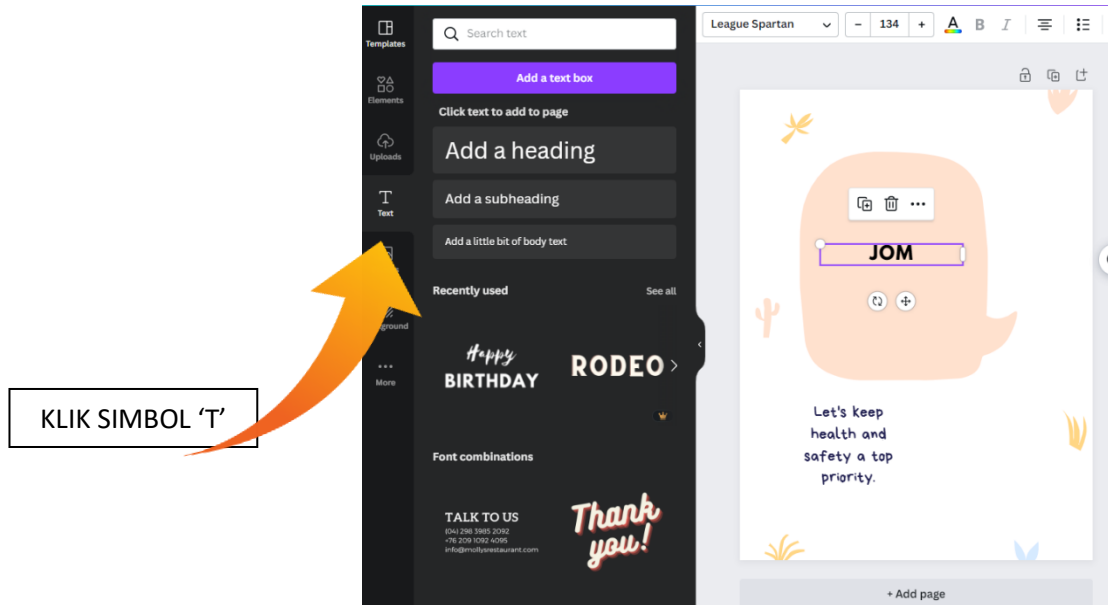 Templates
Elements
Uploads
Text
ground
More
KLIK SIMBOL ‘T’
Search text
Add a text box
Click text to add to page
Add a heading
Add a subheading
Add a little bit of body text
Recently used See all
Happy
BIRTHDAY
RODEO
Font combinations
TALK TO US
(04) 298 3985 2092
+76 209 1092 4095
info@mollysrestaurant.com
Thank
you!
League Spartan - 134 + A B I
JOM
Let's keep
health and
safety a top
priority.
+ Add page